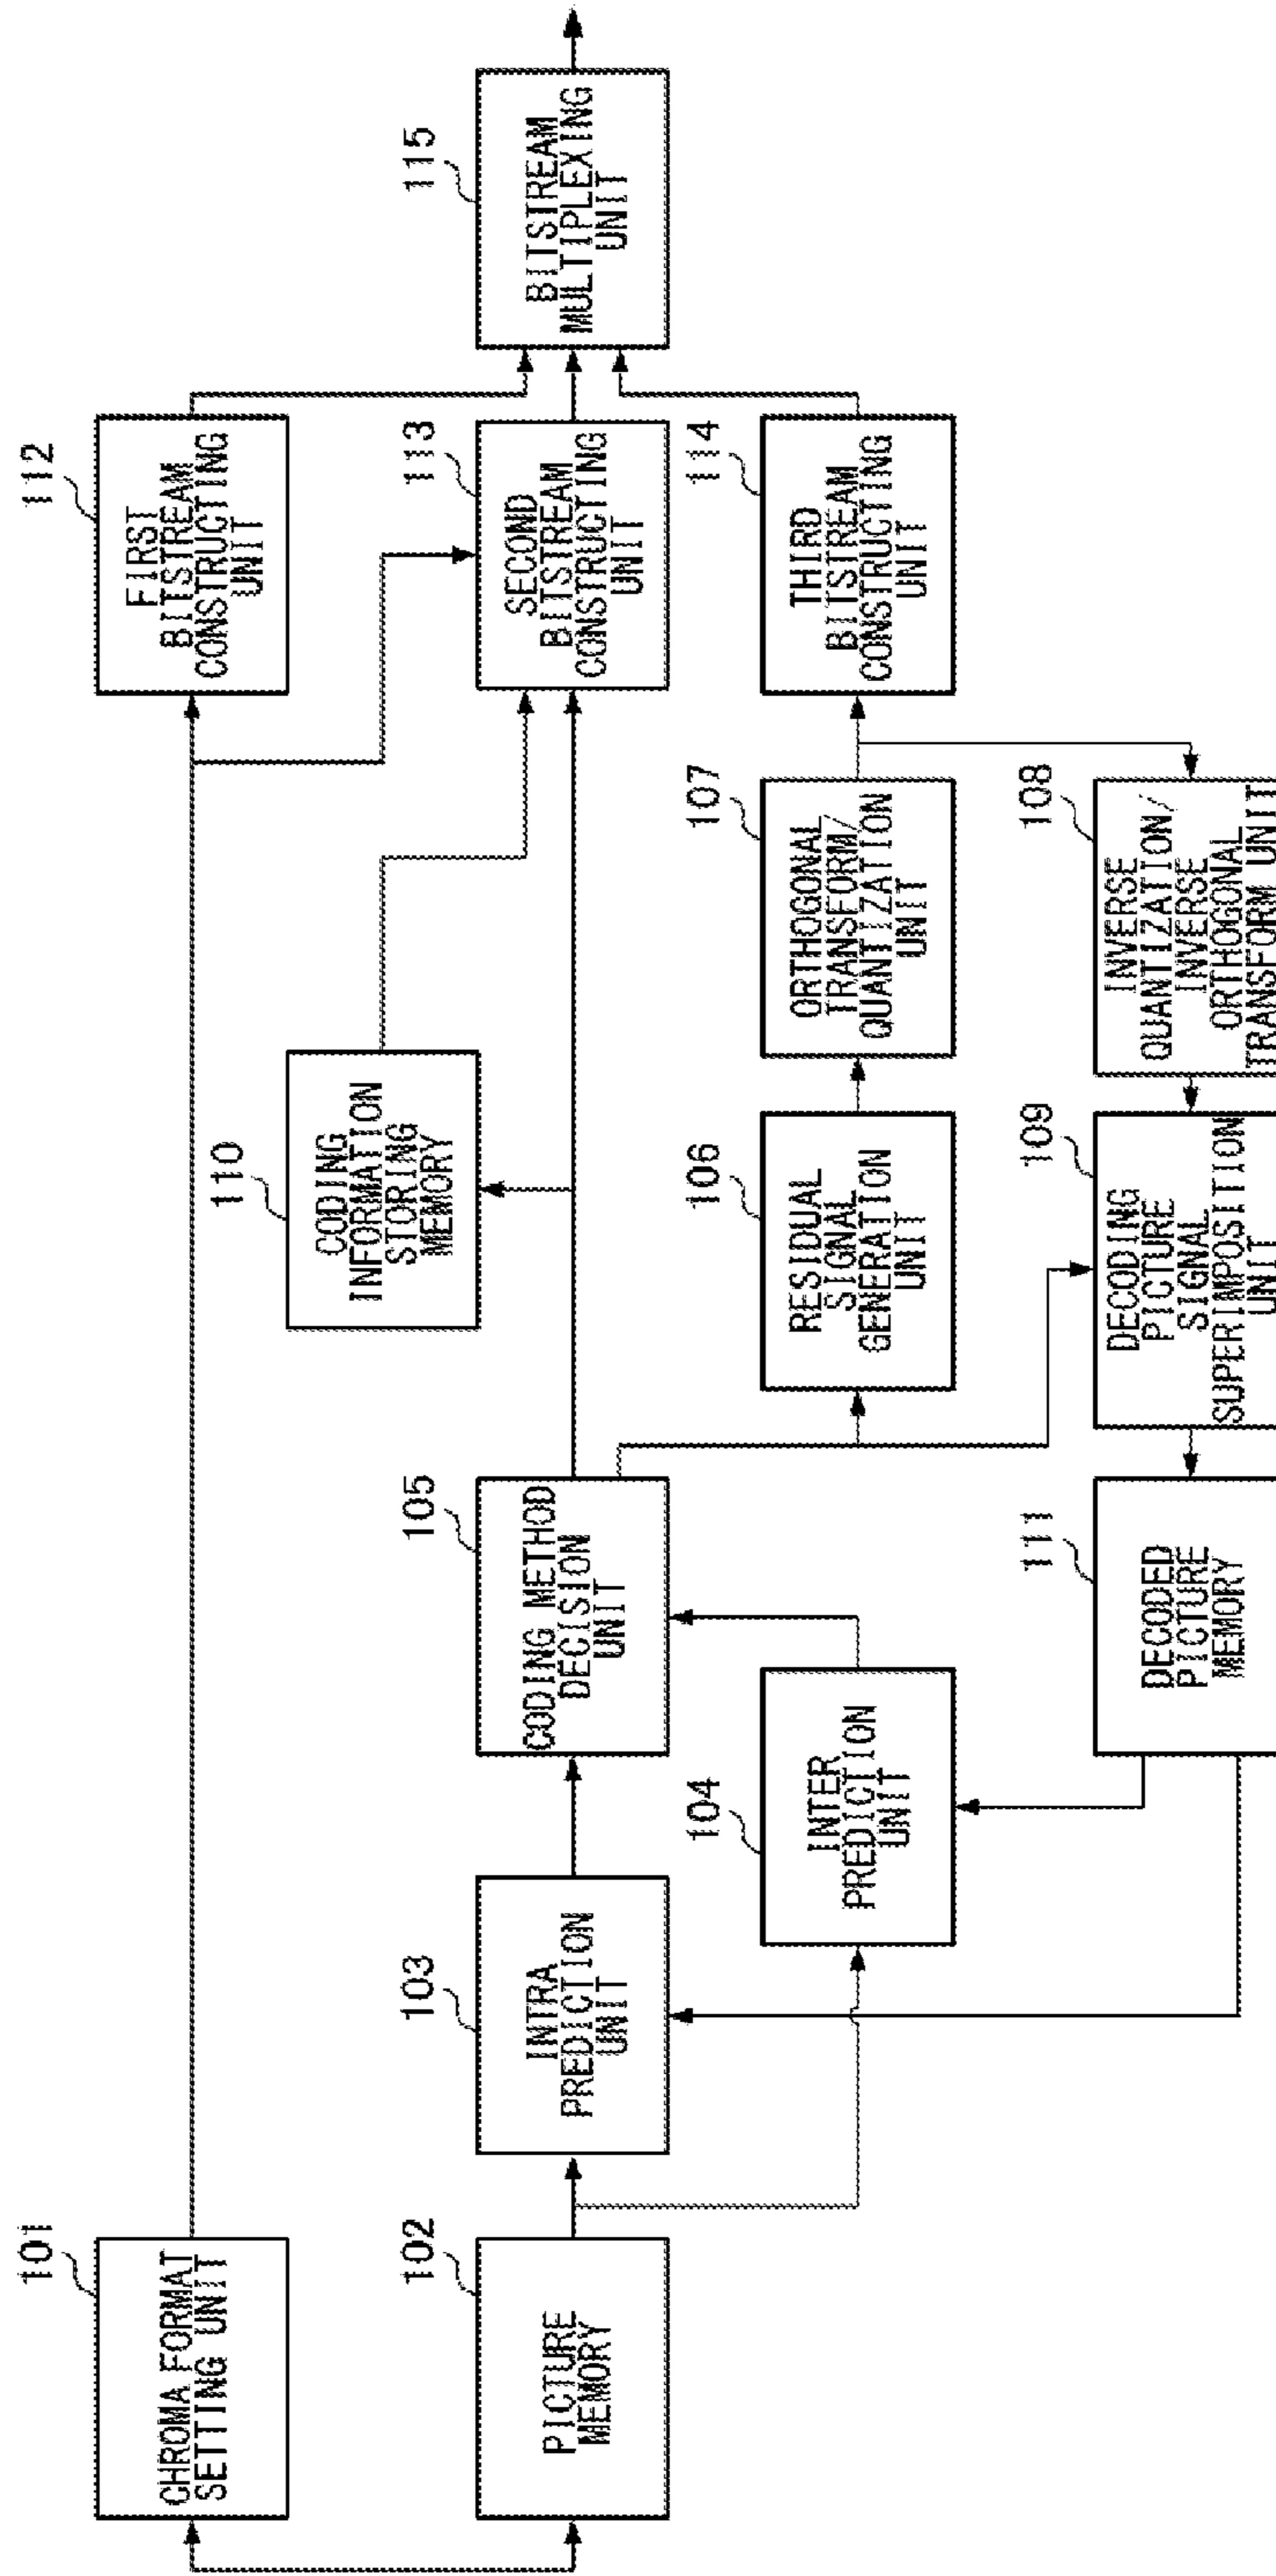 101
CHROMA FORMAT
SETTING UNIT
112
FIRST
BITSTREAM
CONSTRUCTING
UNIT
110
CODING
INFORMATION
STORING
MEMORY
102
PICTURE
MEMORY
103
INTRA
PREDICTION
UNIT
105
CODING METHOD
DECISION
UNIT
113
SECOND
BITSTREAM
CONSTRUCTING
UNIT
115
BITSTREAM
MULTIPLEXING
UNIT
104
INTER
PREDICTION
UNIT
106
RESIDUAL
SIGNAL
GENERATION
UNIT
107
ORTHOGONAL
TRANSFORM/
QUANTIZATION
UNIT
114
THIRD
BITSTREAM
CONSTRUCTING
UNIT
111
DECODED
PICTURE
MEMORY
109
DECODING
PICTURE
SIGNAL
SUPERIMPOSITION
UNIT
108
INVERSE
QUANTIZATION/
INVERSE
ORTHOGONAL
TRANSFORM UNIT